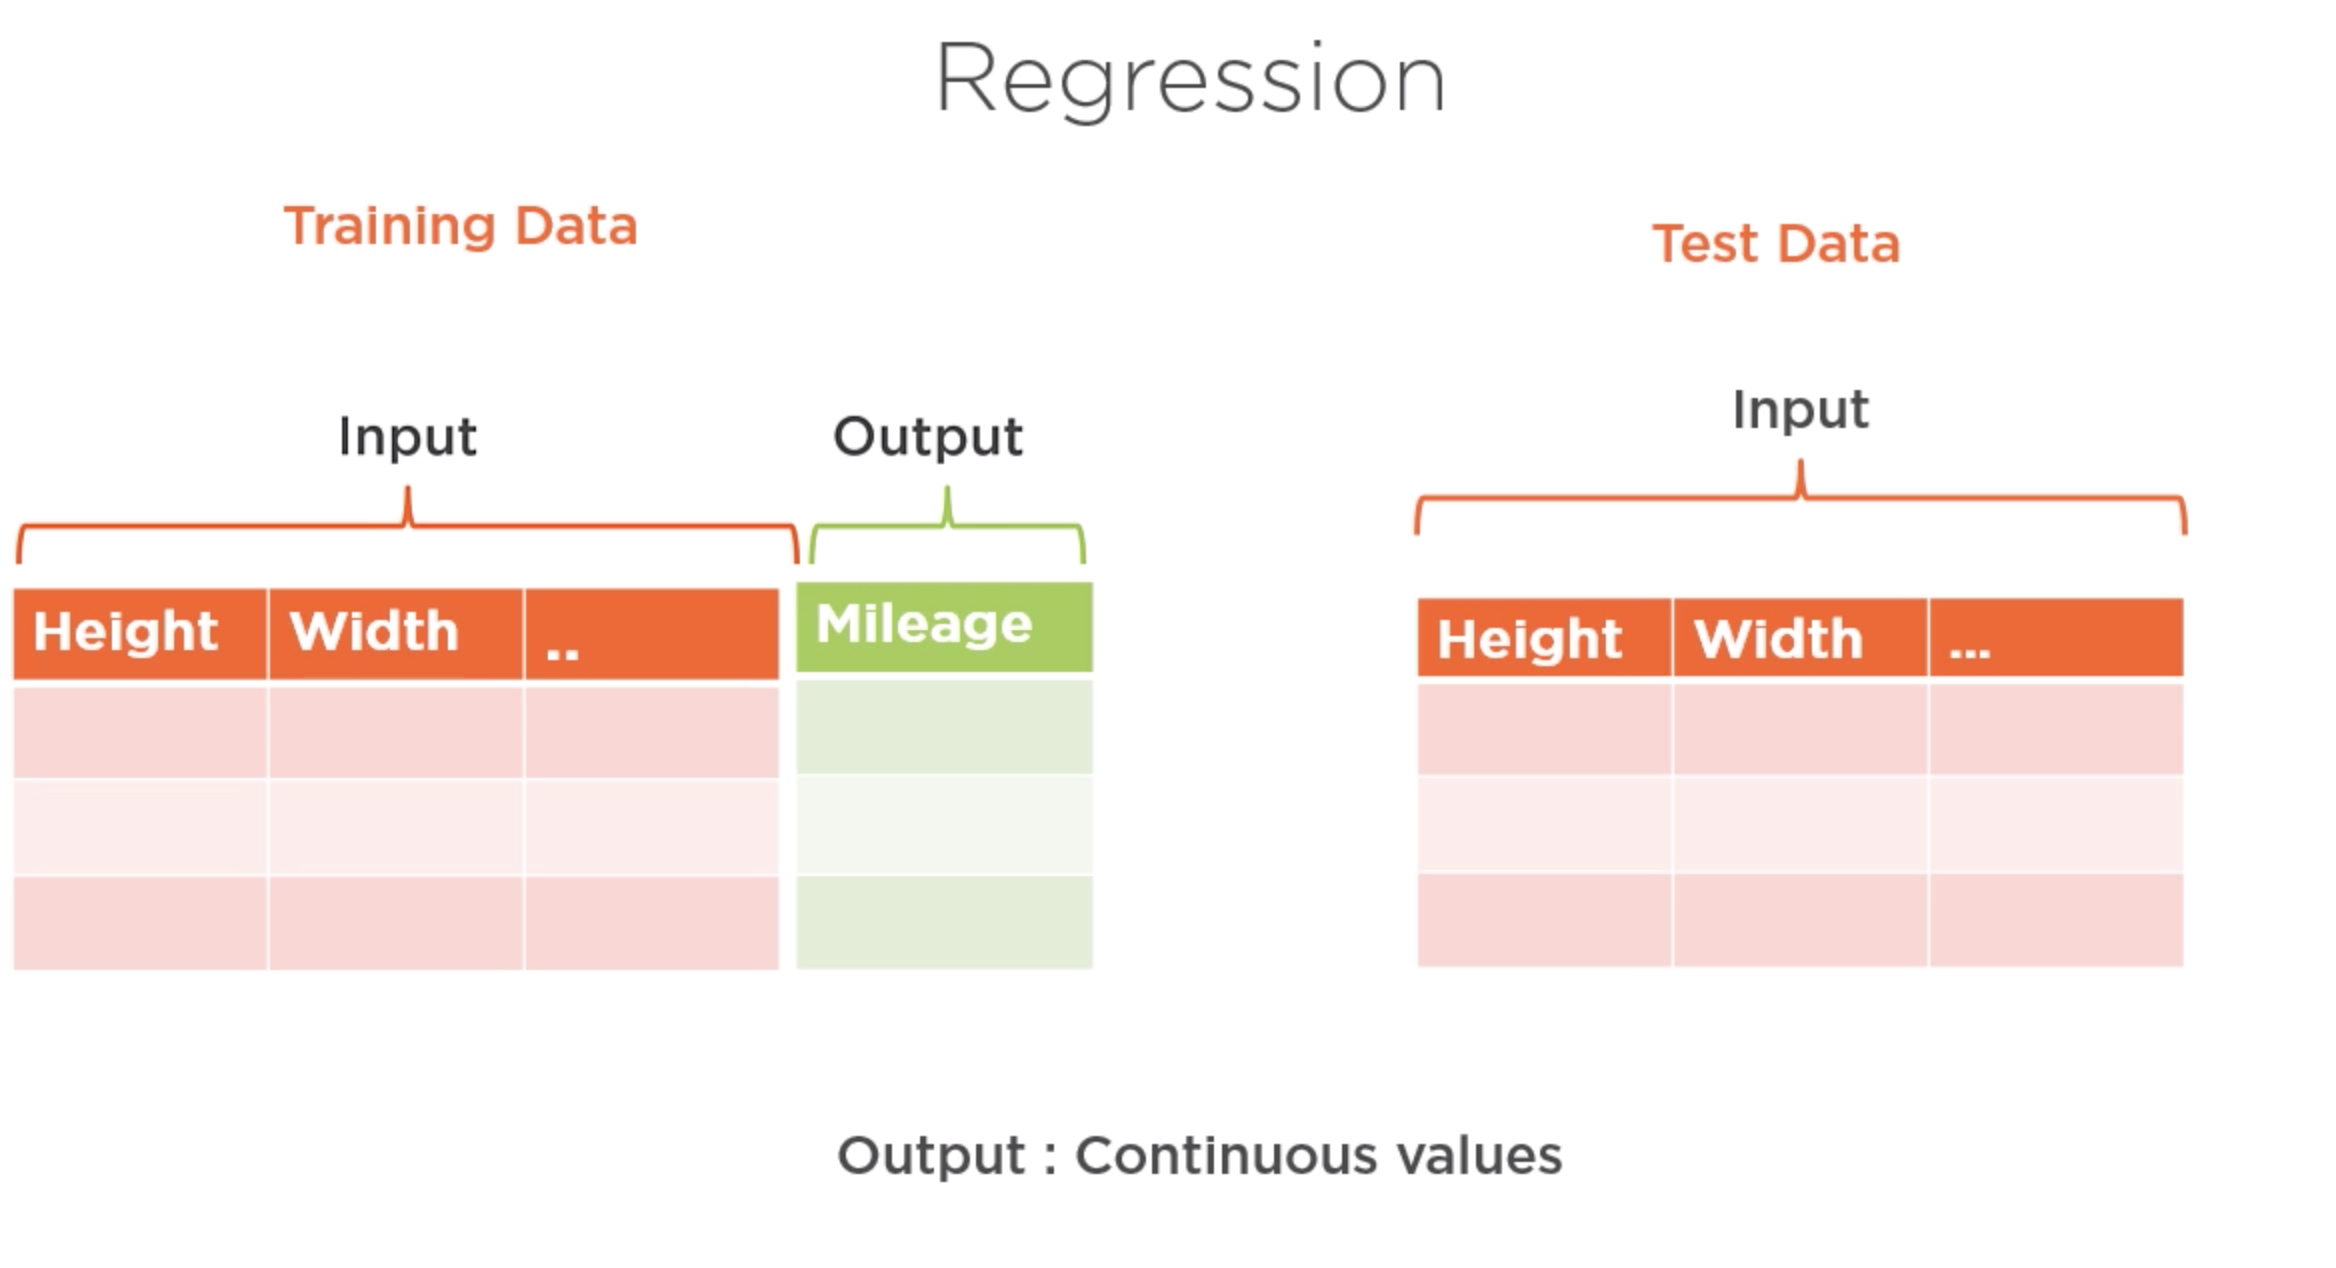 Regression
Training Data
Test Data
Input
Output
Input
Height Width .. Mileage
Height Width ...
Output : Continuous values